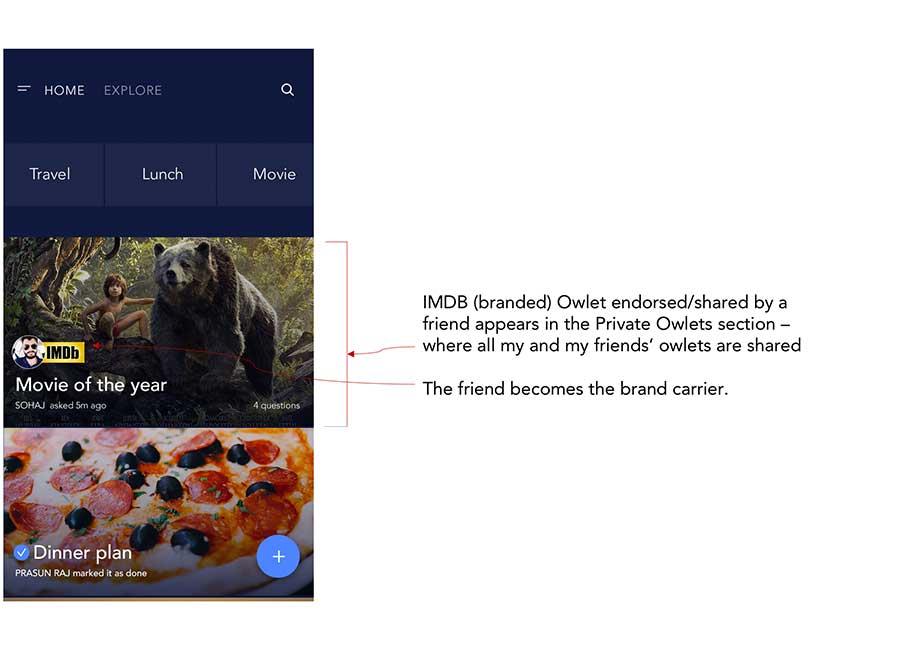 HOME EXPLORE
Travel Lunch Movie
IMDb
Movie of the year
SOHAJ asked 5m ago 4 questions
Dinner plan
PRASUN RAJ marked it as done
IMDB (branded) Owlet endorsed/shared by a
friend appears in the Private Owlets section –
where all my and my friends‘ owlets are shared
The friend becomes the brand carrier.